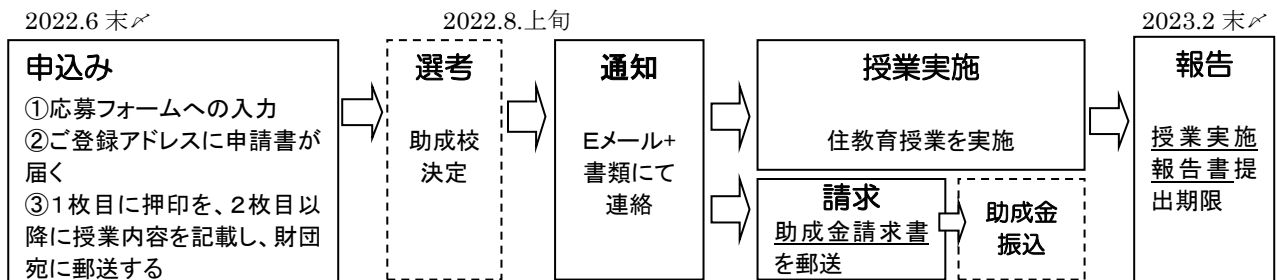 2022.6 末〆
2022.8.上旬
2023.2 末〆
申込み
①応募フォームへの入力
②ご登録アドレスに申請書が
届く
③１枚目に押印を、２枚目以
降に授業内容を記載し、財団
宛に郵送する
選考
助成校
決定
通知
Eメール+
書類にて
連絡
授業実施
住教育授業を実施
請求
助成金請求書
を郵送
助成金
振込
報告
授業実施
報告書提
出期限